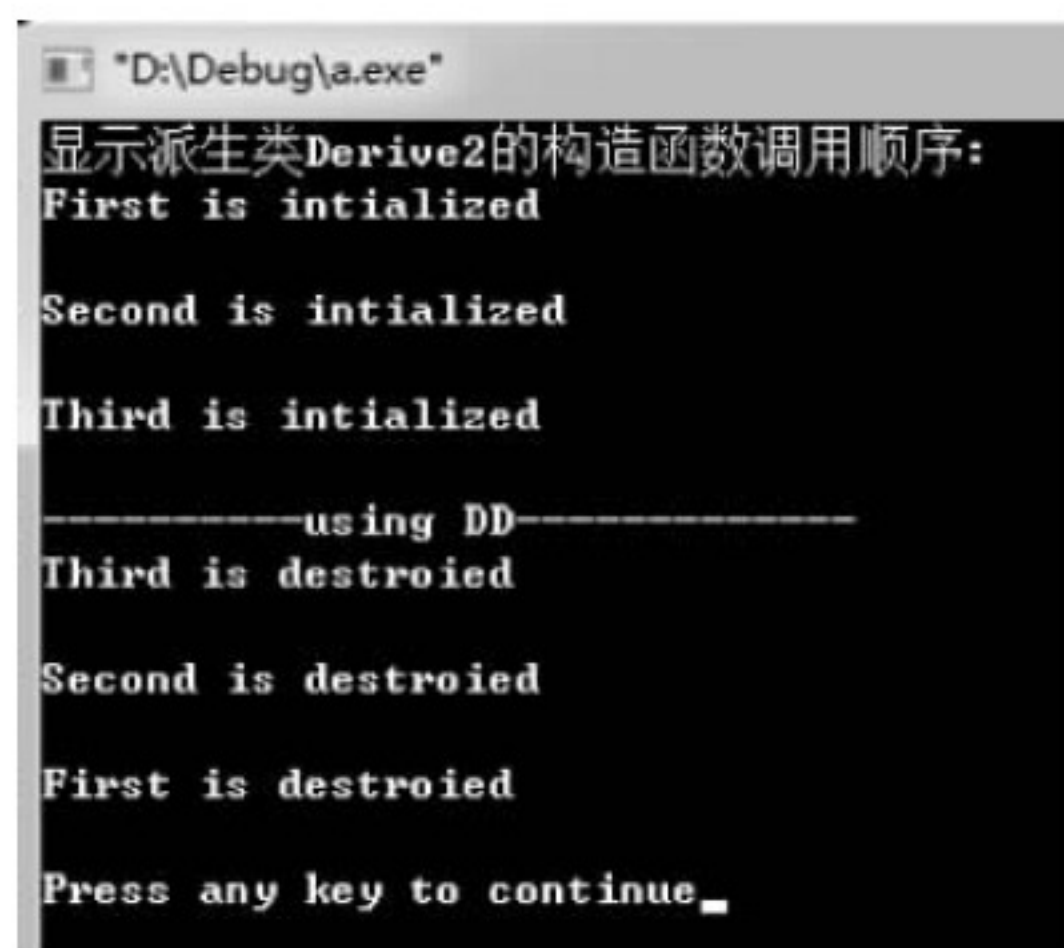 "D:\Debug\a.exe"
显示派生类Derive2的构造函数调用顺序:
First is intialized
Second is intialized
Third is intialized
----------using DD-------------
Third is destroied
Second is destroied
First is destroied
Press any key to continue_